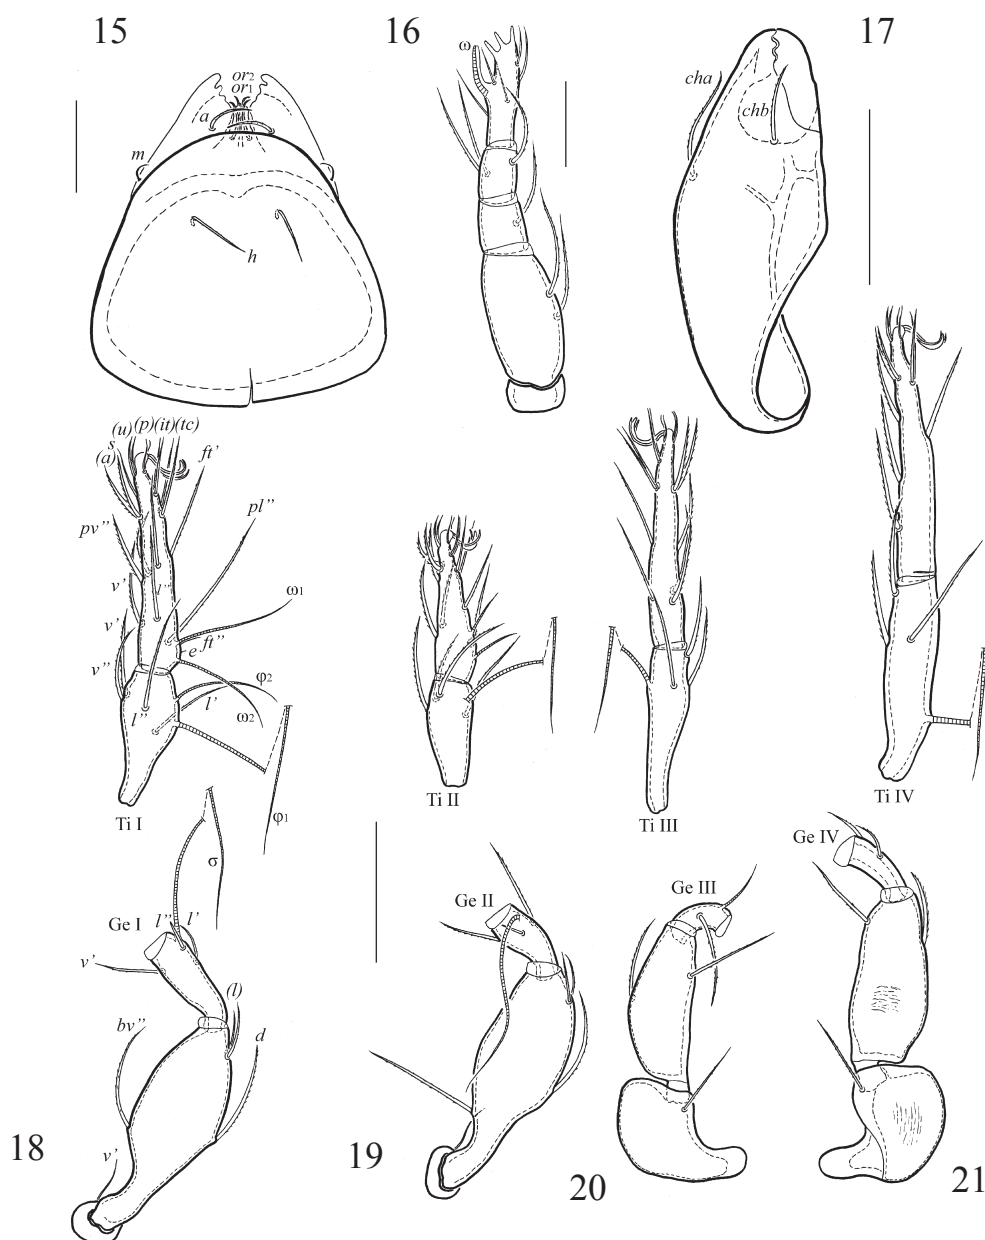 15
16
17
or₂
or₁
a
m
h
ω
cha
chb
(u) (p)(it)(tc)
s
(a)
ft’
pv”
pl”
v’
l’’
ω₁
v’
ft”
e
v”
φ₂
l”
l’
ω₂
φ₁
Ti I
Ti II
Ti III
Ti IV
σ
Ge I
l”
l’
v’
(l)
bv”
d
v’
Ge II
Ge III
Ge IV
18
19
20
21